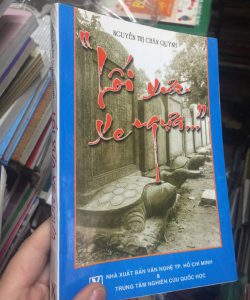 NGUYỄN THỊ CHÂN QUỲNH
"Lối xưa
xe ngựa..."
NHÀ XUẤT BẢN VĂN NGHỆ TP. HỒ CHÍ MINH
&
TRUNG TÂM NGHIÊN CỨU QUỐC HỌC